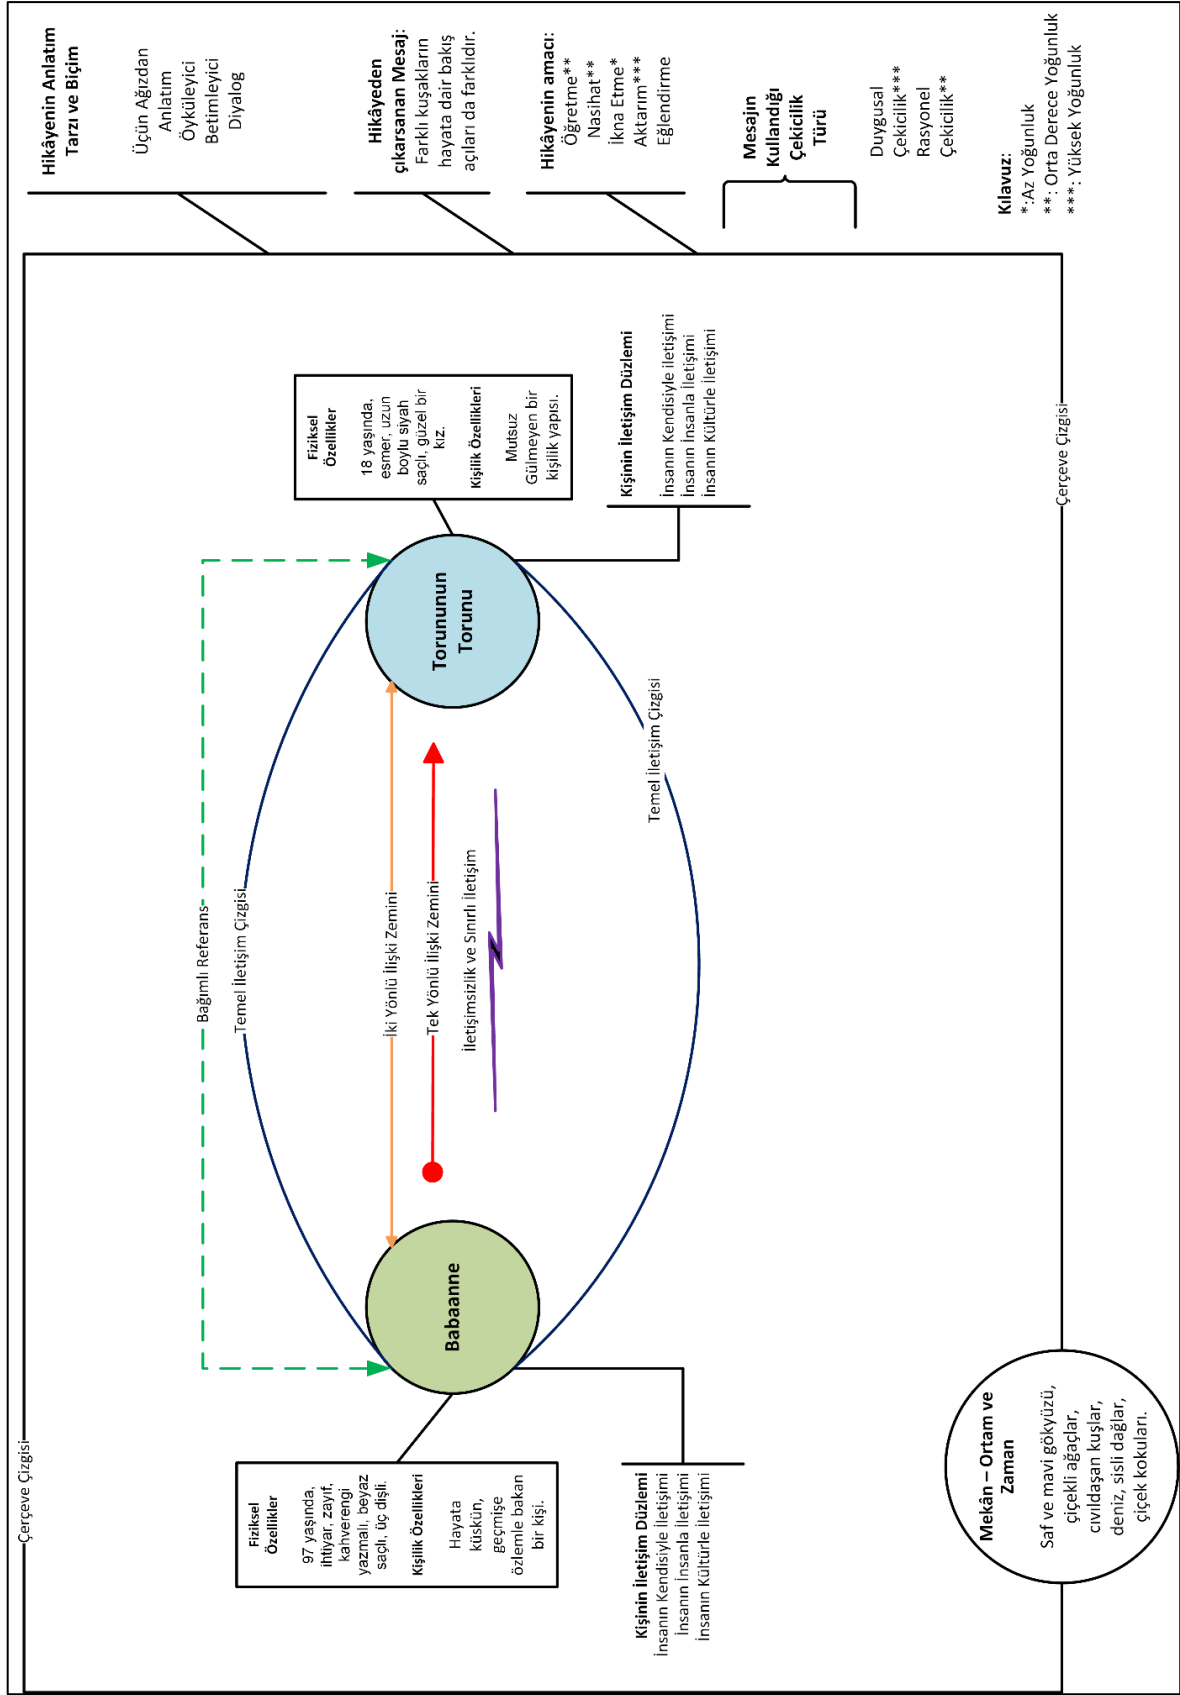 Çerçeve Çizgisi
Bağımlı Referans
Temel İletişim Çizgisi
Fiziksel
Özellikler
97 yaşında,
ihtiyar, zayıf,
kahverengi
yazmalı, beyaz
saçlı, üç dişli.
Kişilik Özellikleri
Hayata
küskün,
geçmişe
özlemle bakan
bir kişi.
Babaanne
Kişinin İletişim Düzlemi
İnsanın Kendisiyle İletişimi
İnsanın İnsanla İletişimi
İnsanın Kültürle İletişimi
İki Yönlü İlişki Zemini
Tek Yönlü İlişki Zemini
İletişimsizlik ve Sınırlı İletişim
Temel İletişim Çizgisi
Fiziksel
Özellikler
18 yaşında,
esmer, uzun
boylu siyah
saçlı, güzel bir
kız.
Kişilik Özellikleri
Mutsuz
Gülmeyen bir
kişilik yapısı.
Torununun
Torunu
Kişinin İletişim Düzlemi
İnsanın Kendisiyle iletişimi
İnsanın İnsanla İletişimi
İnsanın Kültürle İletişimi
Mekân – Ortam ve
Zaman
Saf ve mavi gökyüzü,
çiçekli ağaçlar,
cıvıldaşan kuşlar,
deniz, sisli dağlar,
çiçek kokuları.
Çerçeve Çizgisi
Hikâyenin Anlatım
Tarzı ve Biçim
Üçün Ağızdan
Anlatım
Öyküleyici
Betimleyici
Diyalog
Hikâyeden
çıkarsanan Mesaj:
Farklı kuşakların
hayata dair bakış
açıları da farklıdır.
Hikâyenin amacı:
Öğretme**
Nasihat**
İkna Etme*
Aktarım***
Eğlendirme
Mesajın
Kullandığı
Çekicilik
Türü
Duygusal
Çekicilik***
Rasyonel
Çekicilik**
Kılavuz:
*:Az Yoğunluk
**: Orta Derece Yoğunluk
***: Yüksek Yoğunluk